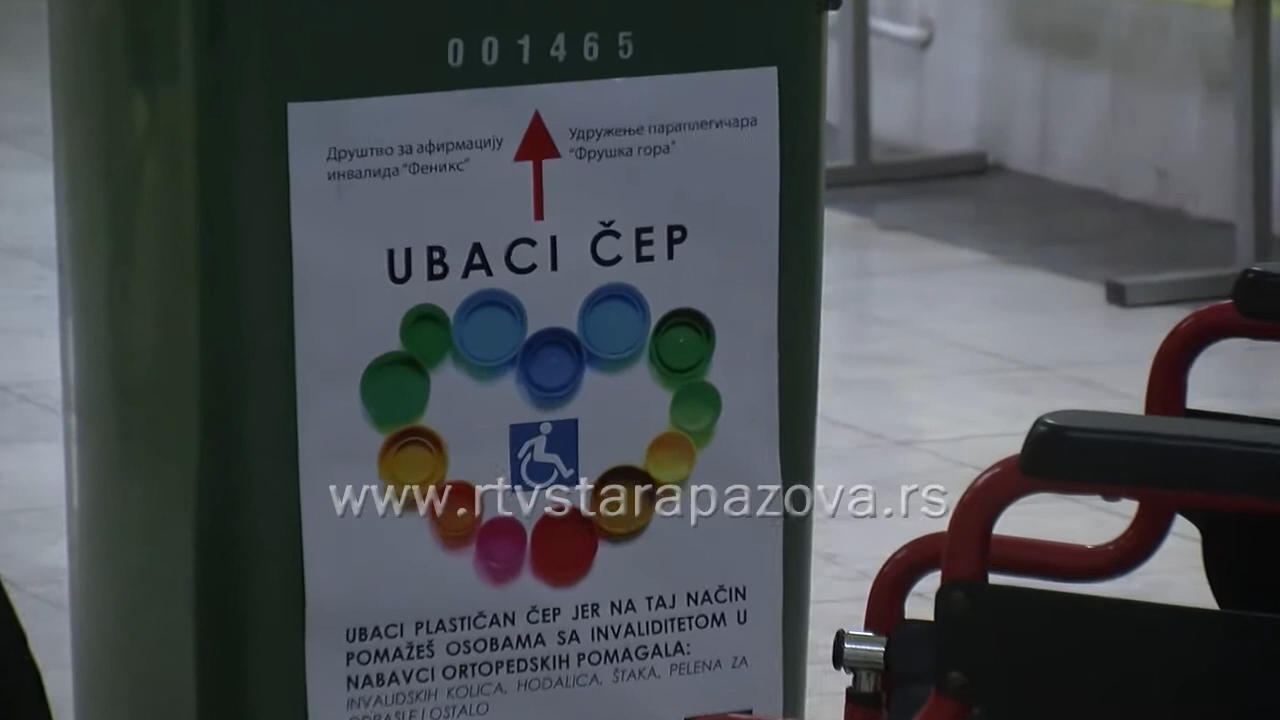 001465
Друштво за афирмацију
инвалида "Феникс"
Удружење параплегичара
"Фрушка гора"
UBACI ČEP
www.rtvstarapazova.rs
UBACI PLASTIČAN ČEP JER NA TAJ NAČIN
POMAŽEŠ OSOBAMA SA INVALIDITETOM U
NABAVCI ORTOPEDSKIH POMAGALA:
INVALIDSKIH KOLICA, HODALICA, ŠTAKA, PELENA ZA
ODRASLE I OSTALO